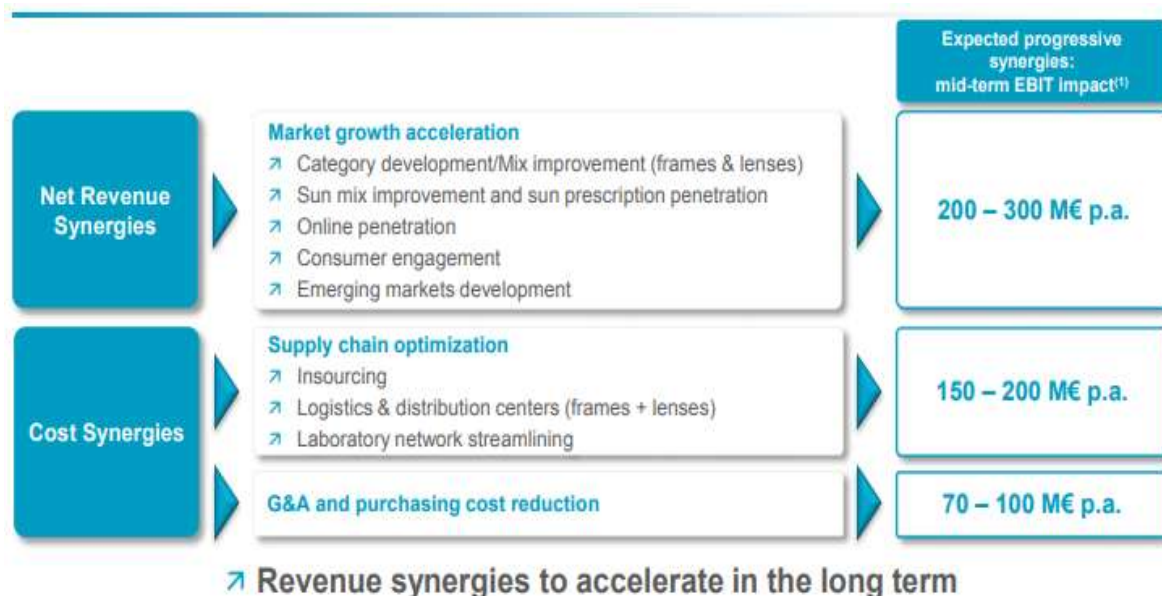 Expected progressive
synergies:
mid-term EBIT impact(1)
Net Revenue
Synergies
Market growth acceleration
Category development/Mix improvement (frames & lenses)
Sun mix improvement and sun prescription penetration
Online penetration
Consumer engagement
Emerging markets development
200 – 300 M€ p.a.
Cost Synergies
Supply chain optimization
Insourcing
Logistics & distribution centers (frames + lenses)
Laboratory network streamlining
150 – 200 M€ p.a.
G&A and purchasing cost reduction
70 – 100 M€ p.a.
Revenue synergies to accelerate in the long term